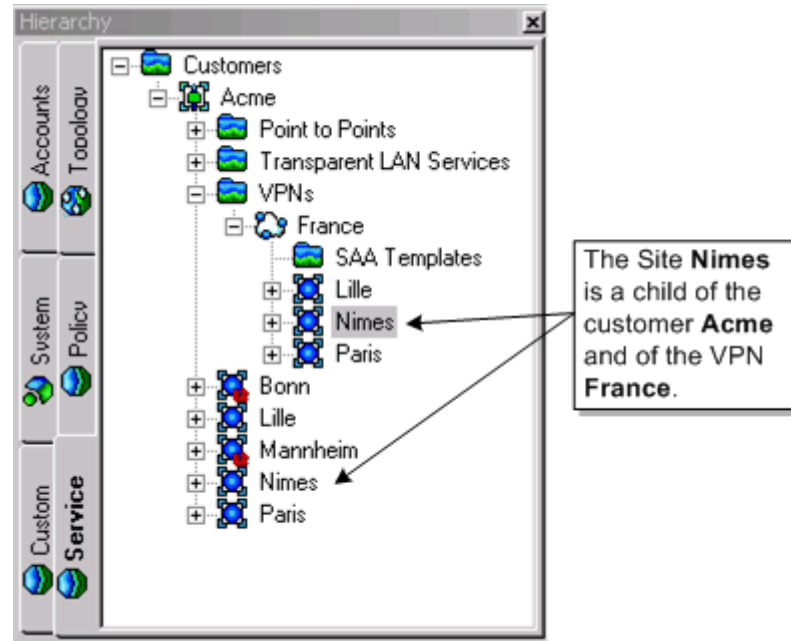 Hierarchy
Accounts
Topology
System
Policy
Custom
Service
Customers
Acme
Point to Points
Transparent LAN Services
VPNs
France
SAA Templates
Lille
Nimes
Paris
Bonn
Lille
Mannheim
Nimes
Paris
The Site Nimes
is a child of the
customer Acme
and of the VPN
France.